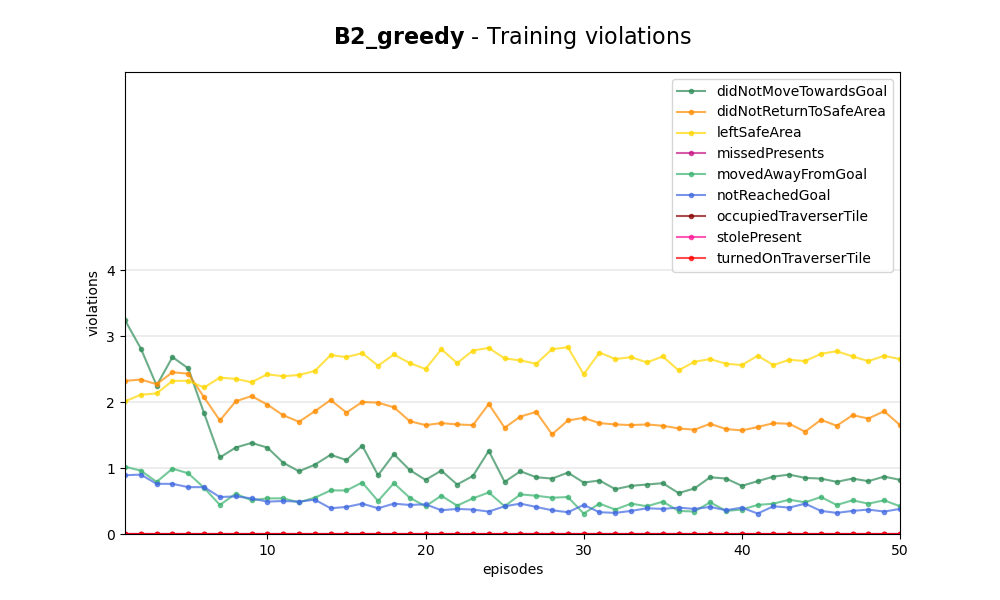 B2_greedy - Training violations
didNotMoveTowardsGoal
didNotReturnToSafeArea
leftSafeArea
missedPresents
movedAwayFromGoal
notReachedGoal
occupiedTraverserTile
stolePresent
turnedOnTraverserTile
violations
4
3
2
1
0
10 20 30 40 50
episodes